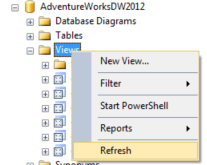 AdventureWorksDW2012
Database Diagrams
Tables
Views
New View...
Filter
Start PowerShell
Reports
Refresh
Synonyms